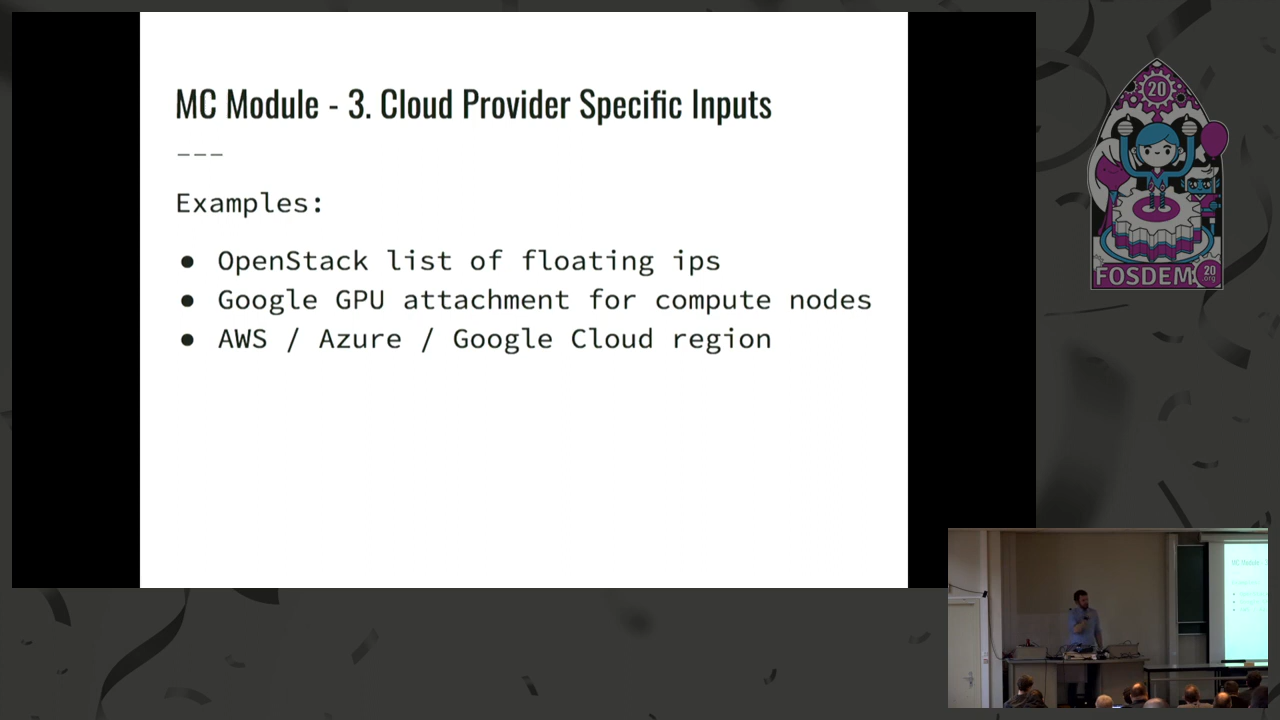 MC Module - 3. Cloud Provider Specific Inputs
Examples:
● OpenStack list of floating ips
● Google GPU attachment for compute nodes
● AWS / Azure / Google Cloud region
20
FOSDEM
20
.org